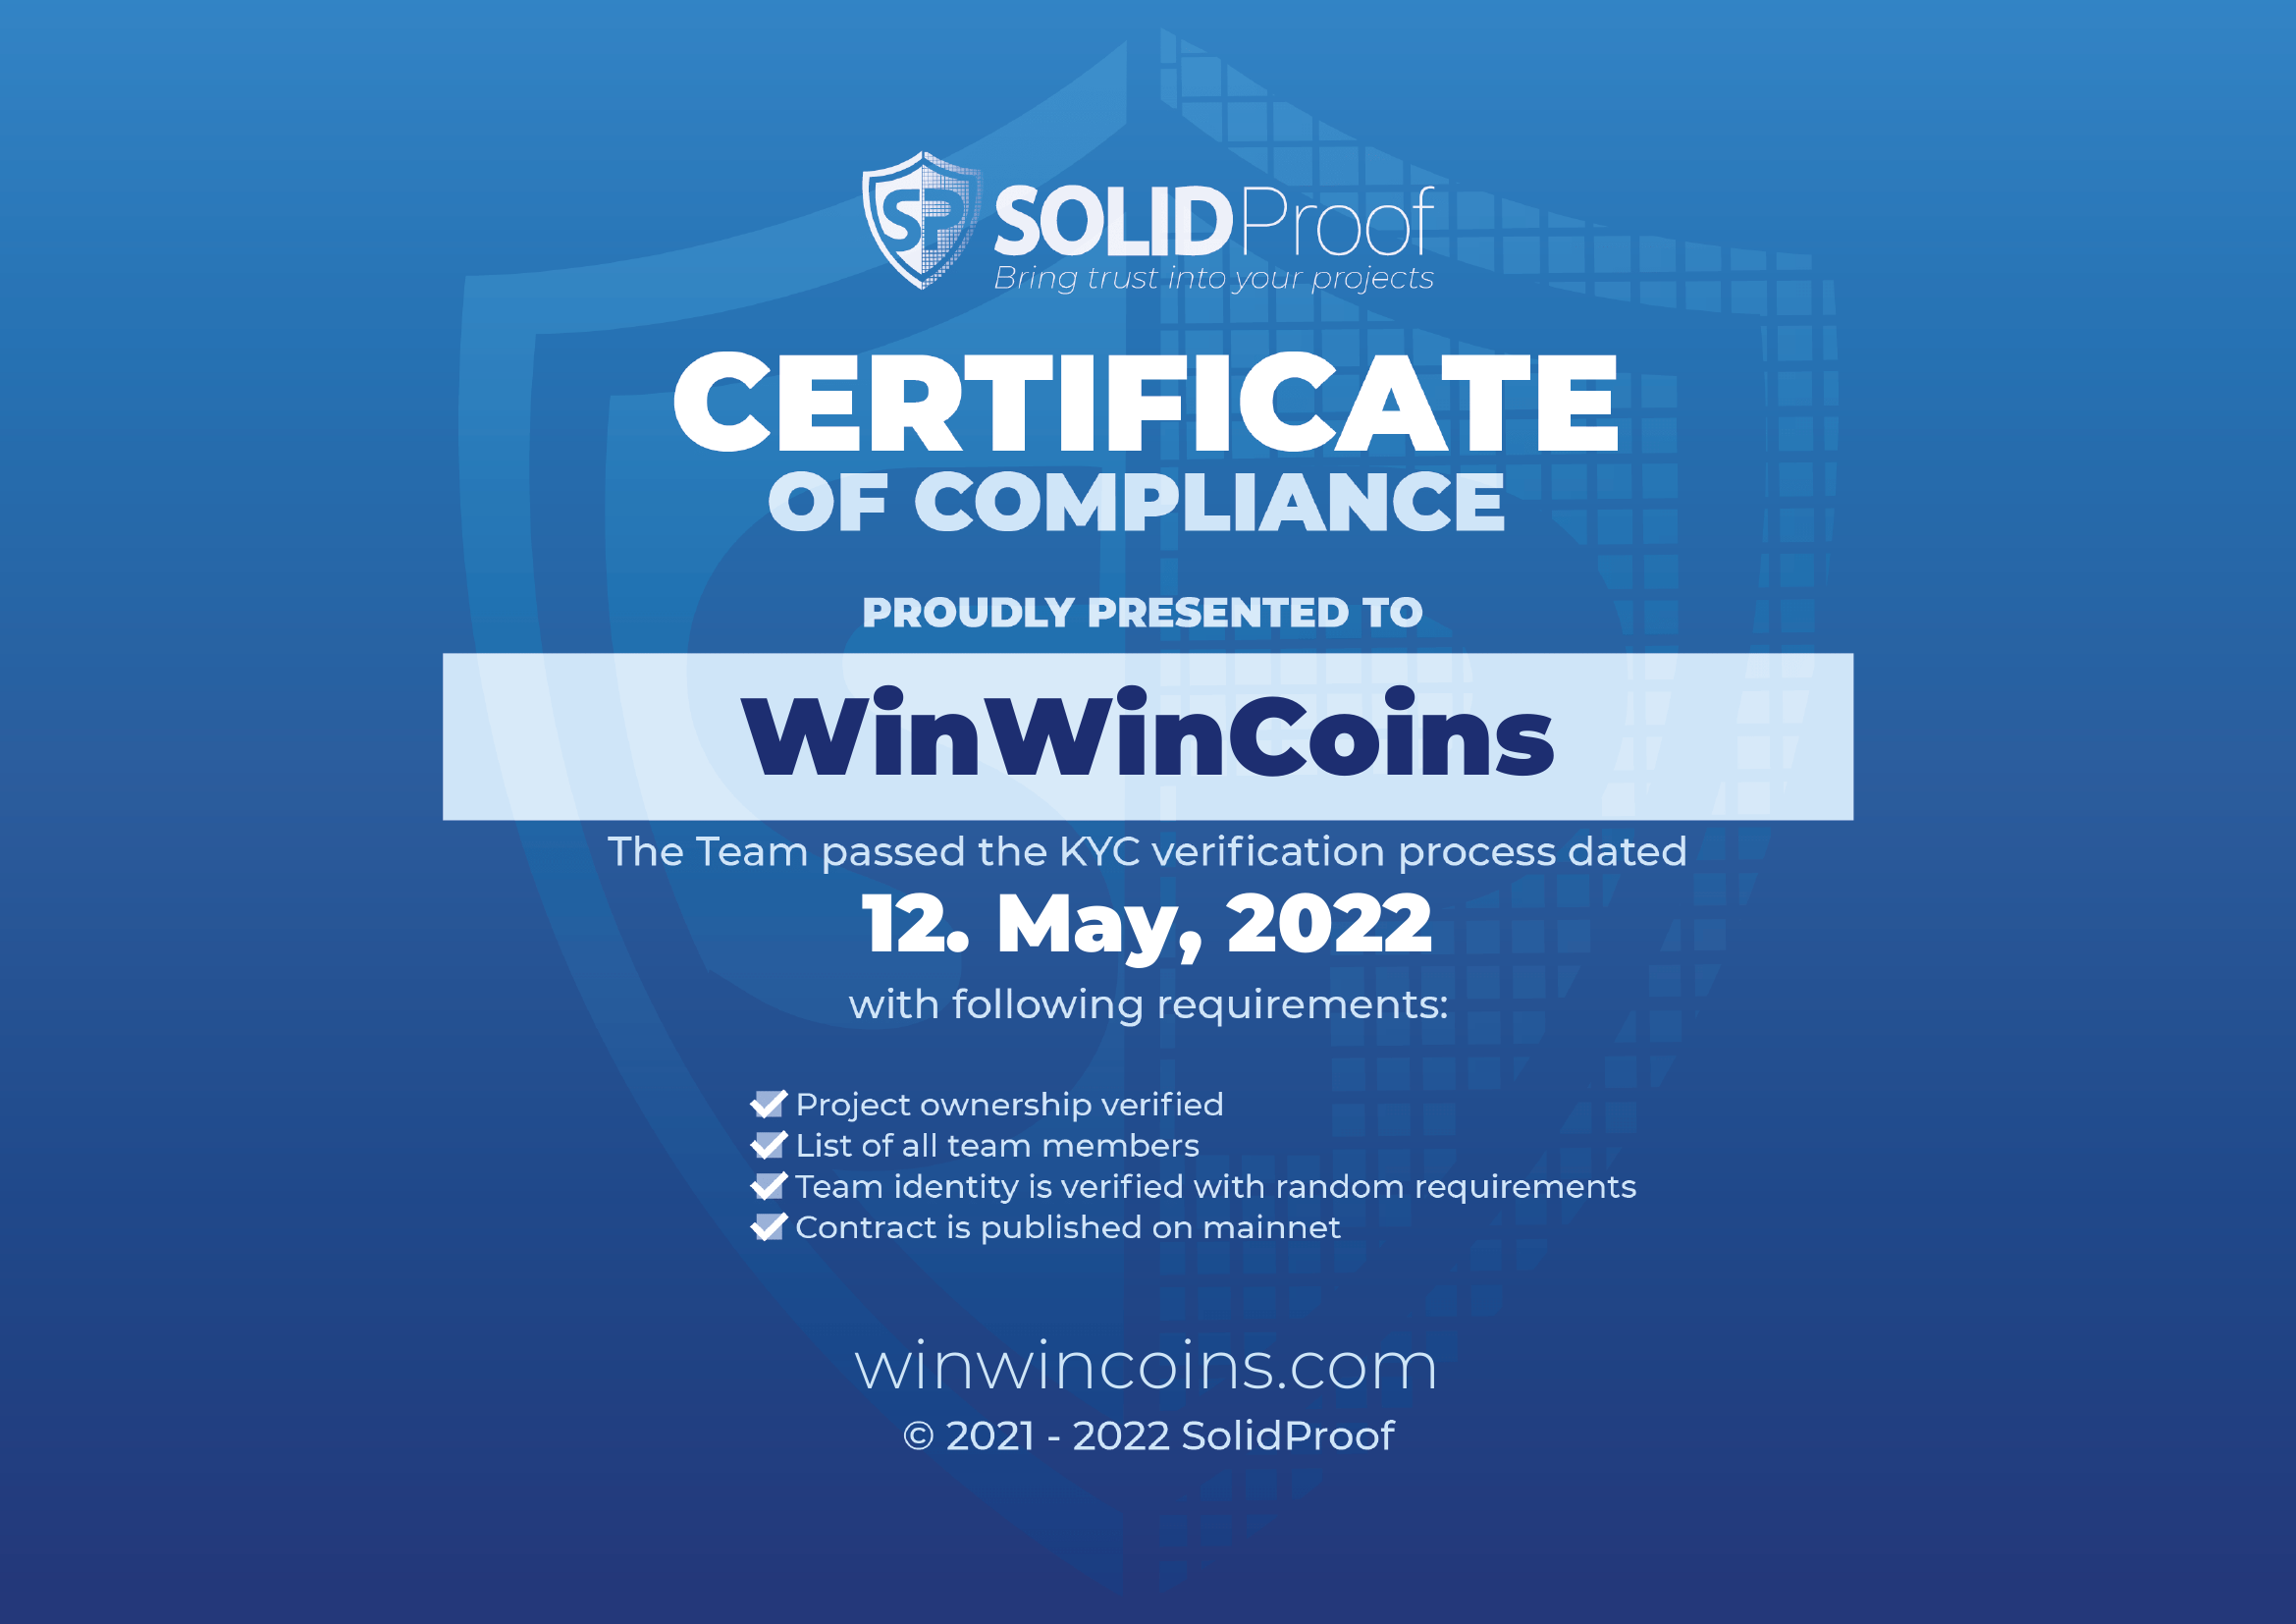 SP SOLIDProof
Bring trust into your projects
CERTIFICATE
OF COMPLIANCE
PROUDLY PRESENTED TO
WinWinCoins
The Team passed the KYC verification process dated
12. May, 2022
with following requirements:
Project ownership verified
List of all team members
Team identity is verified with random requirements
Contract is published on mainnet
winwincoins.com
© 2021 - 2022 SolidProof